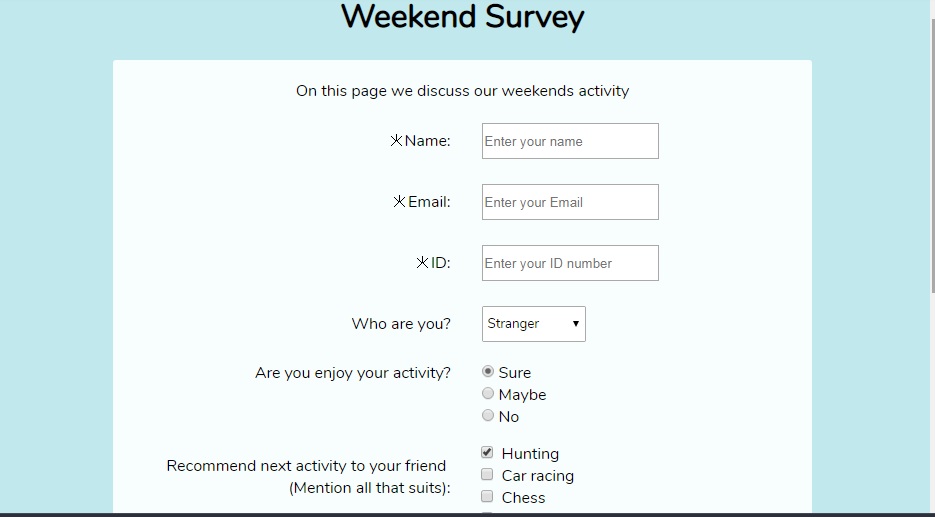 Weekend Survey
On this page we discuss our weekends activity
*Name: Enter your name
*Email: Enter your Email
*ID: Enter your ID number
Who are you? Stranger
Are you enjoy your activity? Sure
Maybe
No
Recommend next activity to your friend
(Mention all that suits):
Hunting
Car racing
Chess